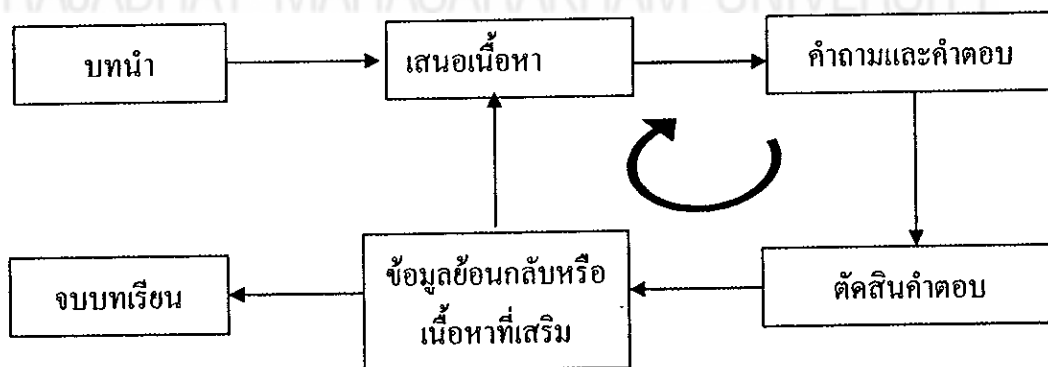 RAJABHAT MAHASARAKHAM UNIVERSITY
บทนำ
เสนอเนื้อหา
คำถามและคำตอบ
จบบทเรียน
ข้อมูลย้อนกลับหรือ
เนื้อหาที่เสริม
ตัดสินคำตอบ